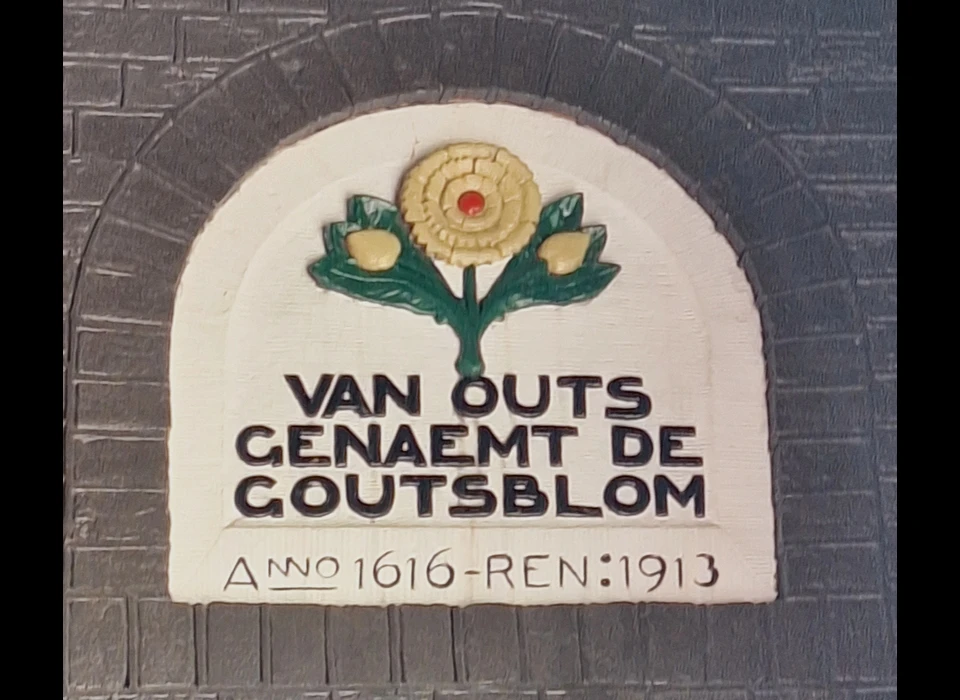 VAN OUTS
GENAEMT DE
GOUTSBLOM
ANNO 1616-REN:1913